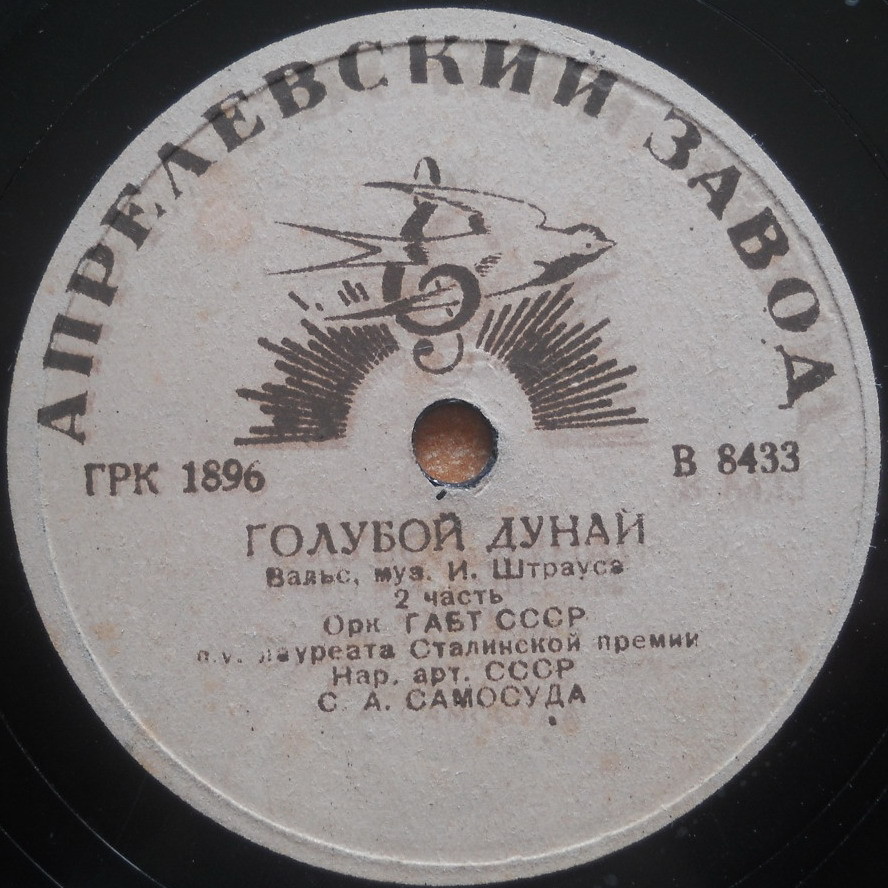 АПРЕЛЕВСКИЙ ЗАВОД
ГРК 1896
В 8433
ГОЛУБОЙ ДУНАЙ
Вальс, муз. И. Штрауса
2 часть
Орк. ГАБТ СССР
п.у. лауреата Сталинской премии
Нар. арт. СССР
С. А. САМОСУДА